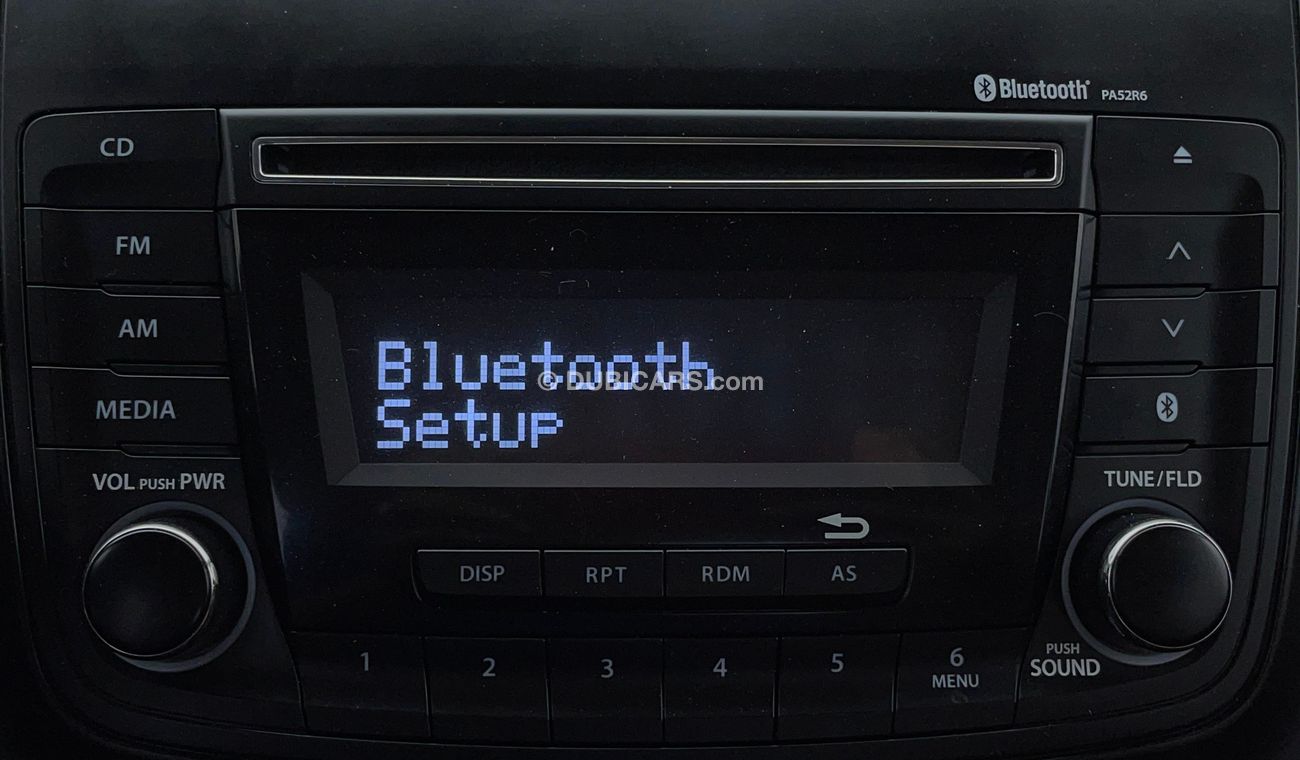 Bluetooth® PA52R6
CD
FM
AM
MEDIA
Bluetooth
Setup
© DUBICARS.com
VOL PUSH PWR
TUNE/FLD
DISP RPT RDM AS
1 2 3 4 5 6
MENU
PUSH
SOUND